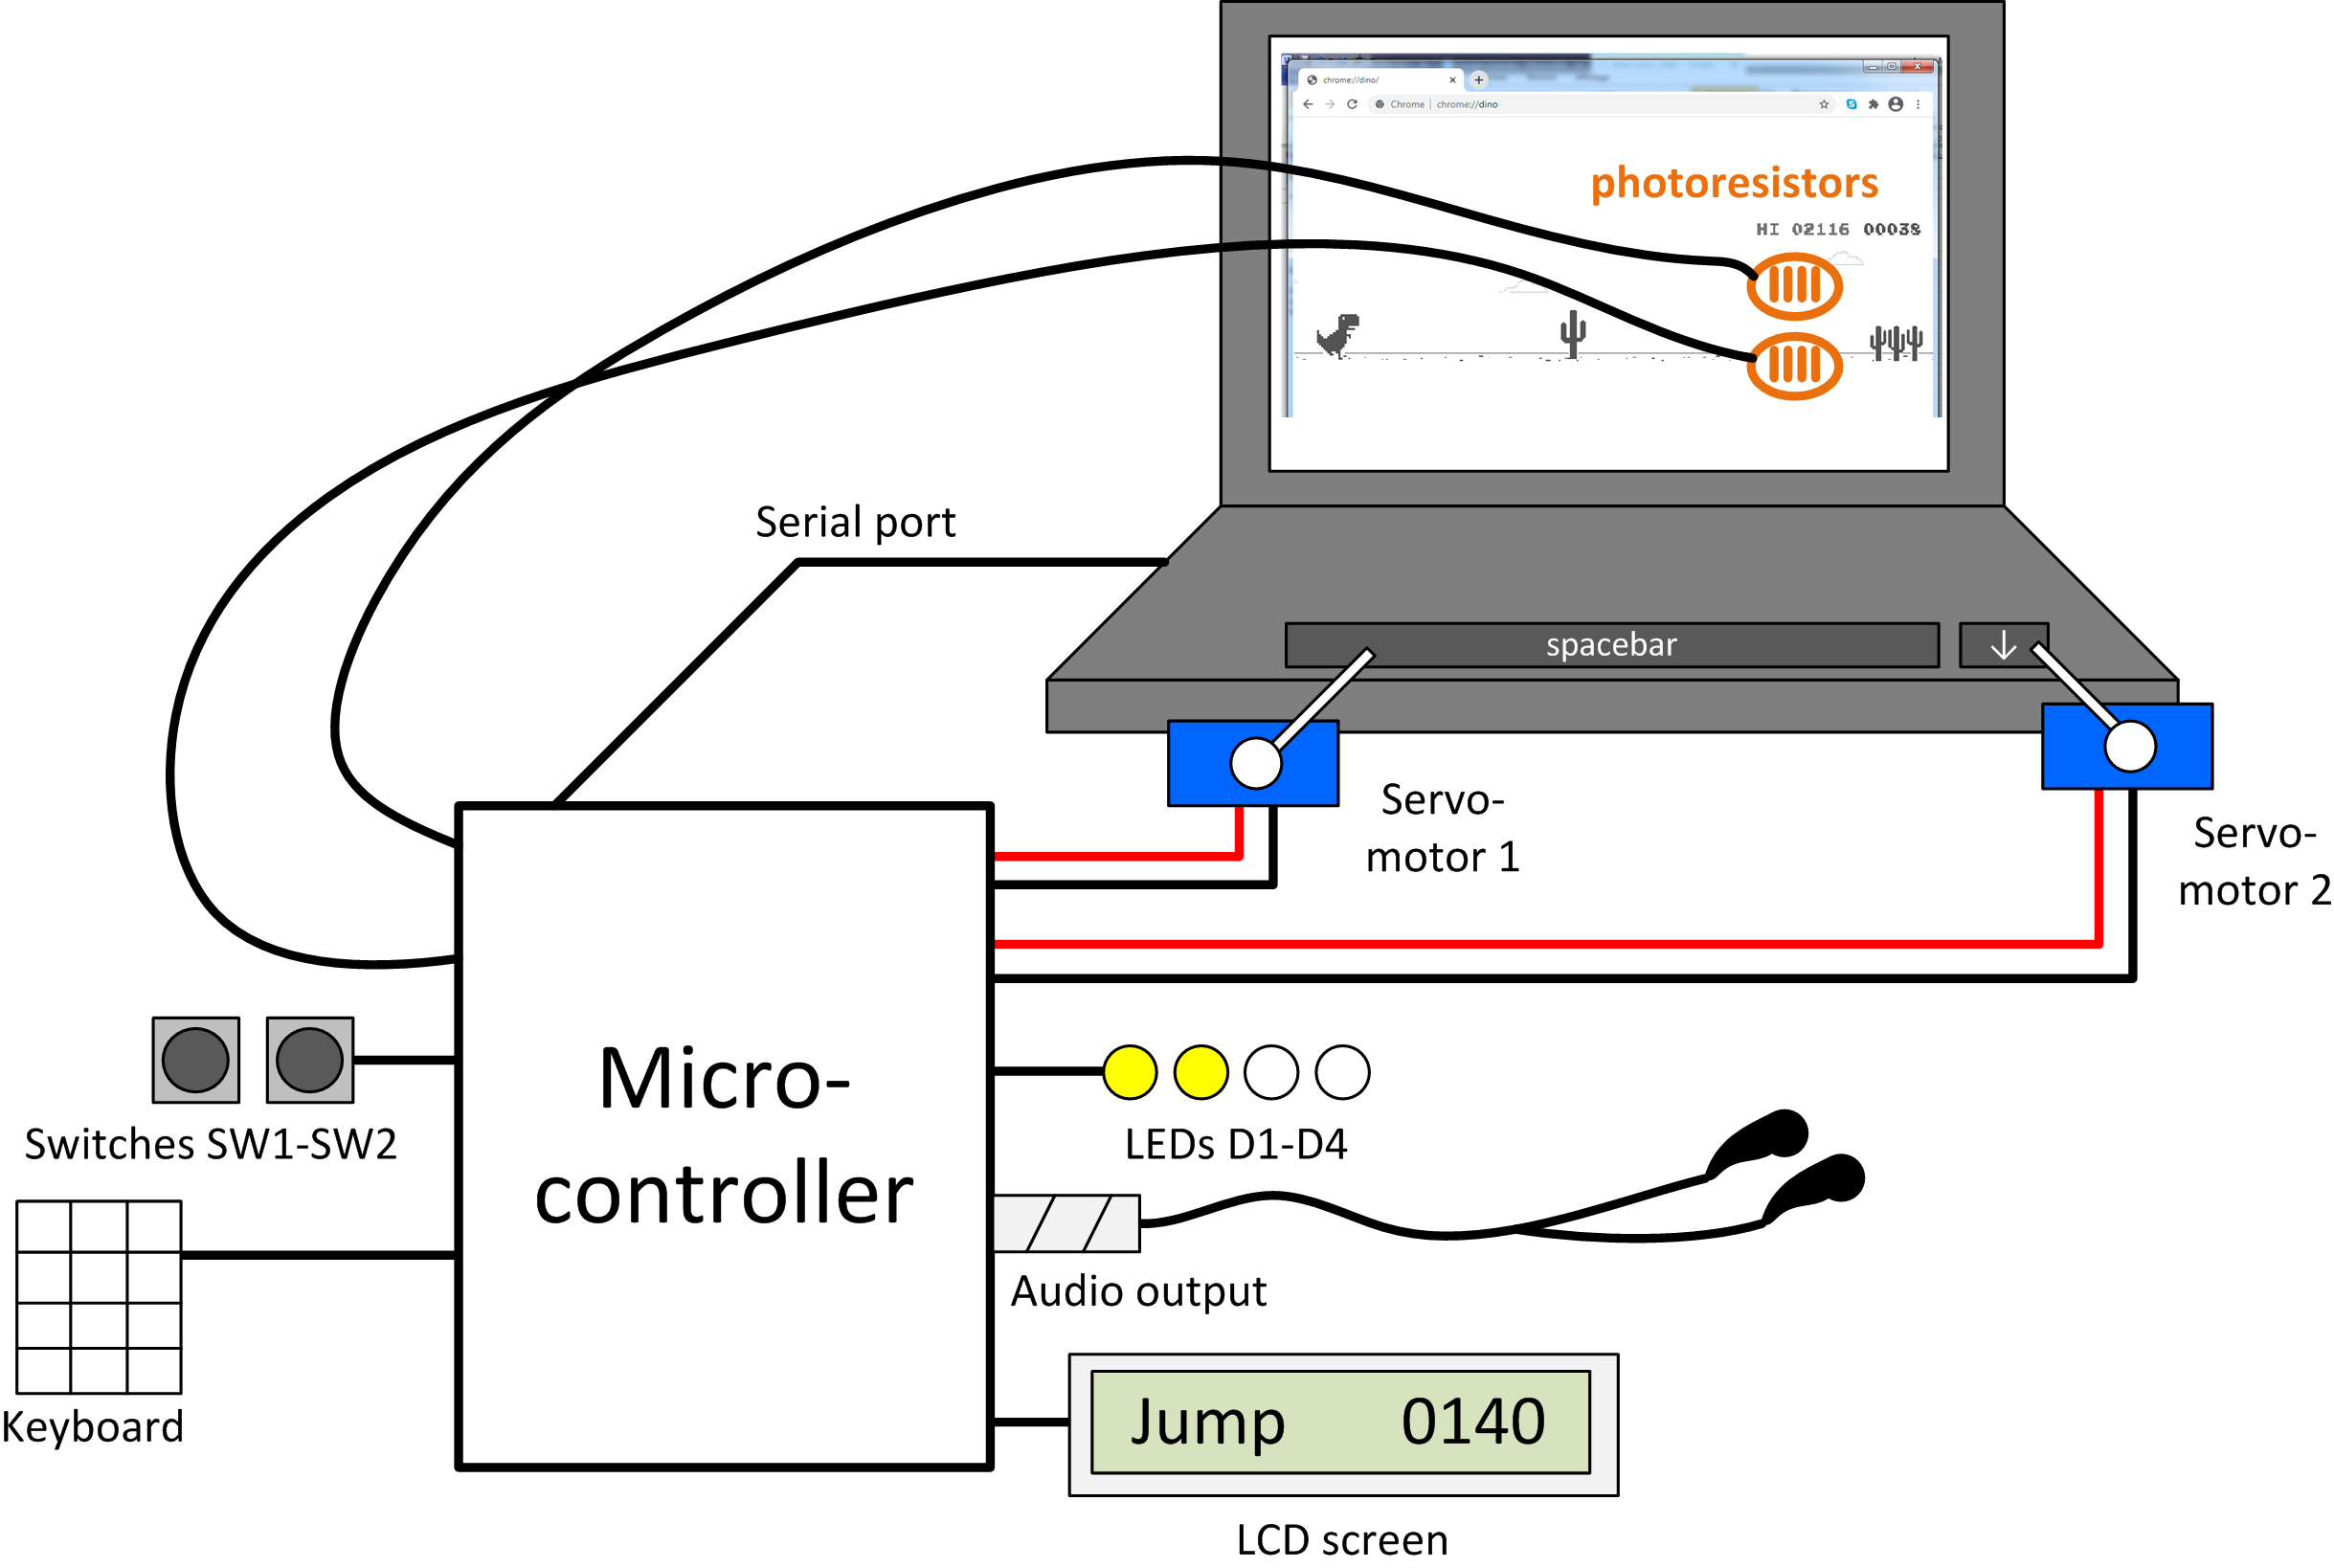 chrome://dino/
Chrome | chrome://dino
photoresistors
HI 02116 00038
Serial port
spacebar
↓
Servo-
motor 1
Servo-
motor 2
Micro-
controller
Switches SW1-SW2
LEDs D1-D4
Keyboard
Audio output
Jump 0140
LCD screen